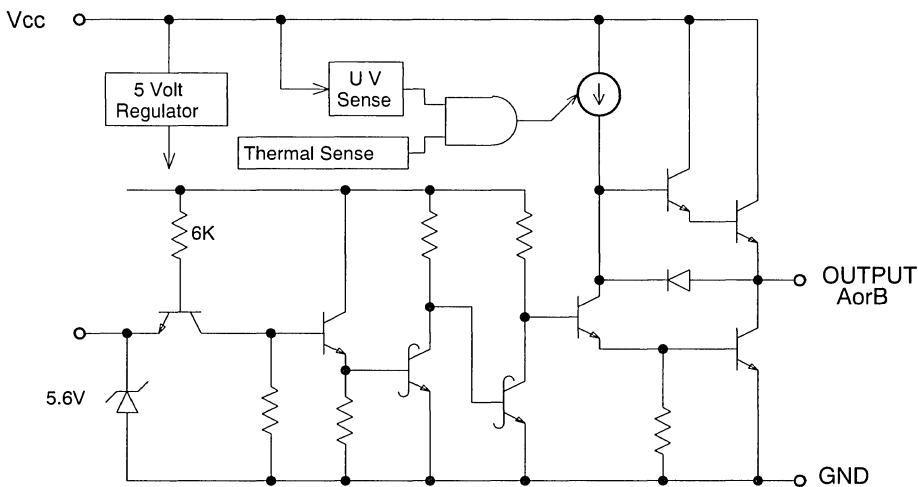 Vcc
5 Volt
Regulator
U V
Sense
Thermal Sense
6K
5.6V
OUTPUT
AorB
GND